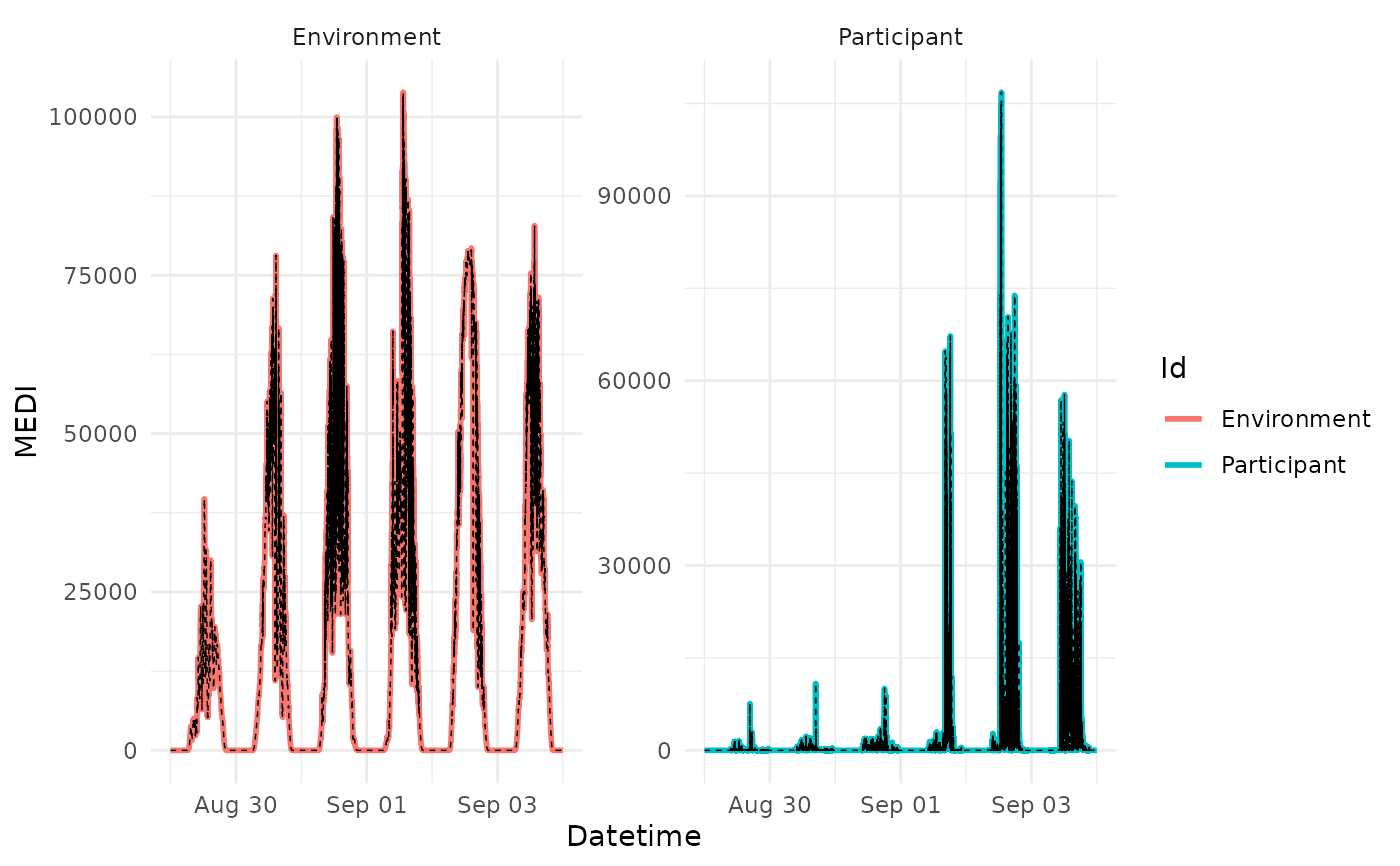 Environment
Participant
MEDI
100000
75000
50000
25000
0
90000
60000
30000
0
Aug 30
Sep 01
Sep 03
Aug 30
Sep 01
Sep 03
Datetime
Id
Environment
Participant